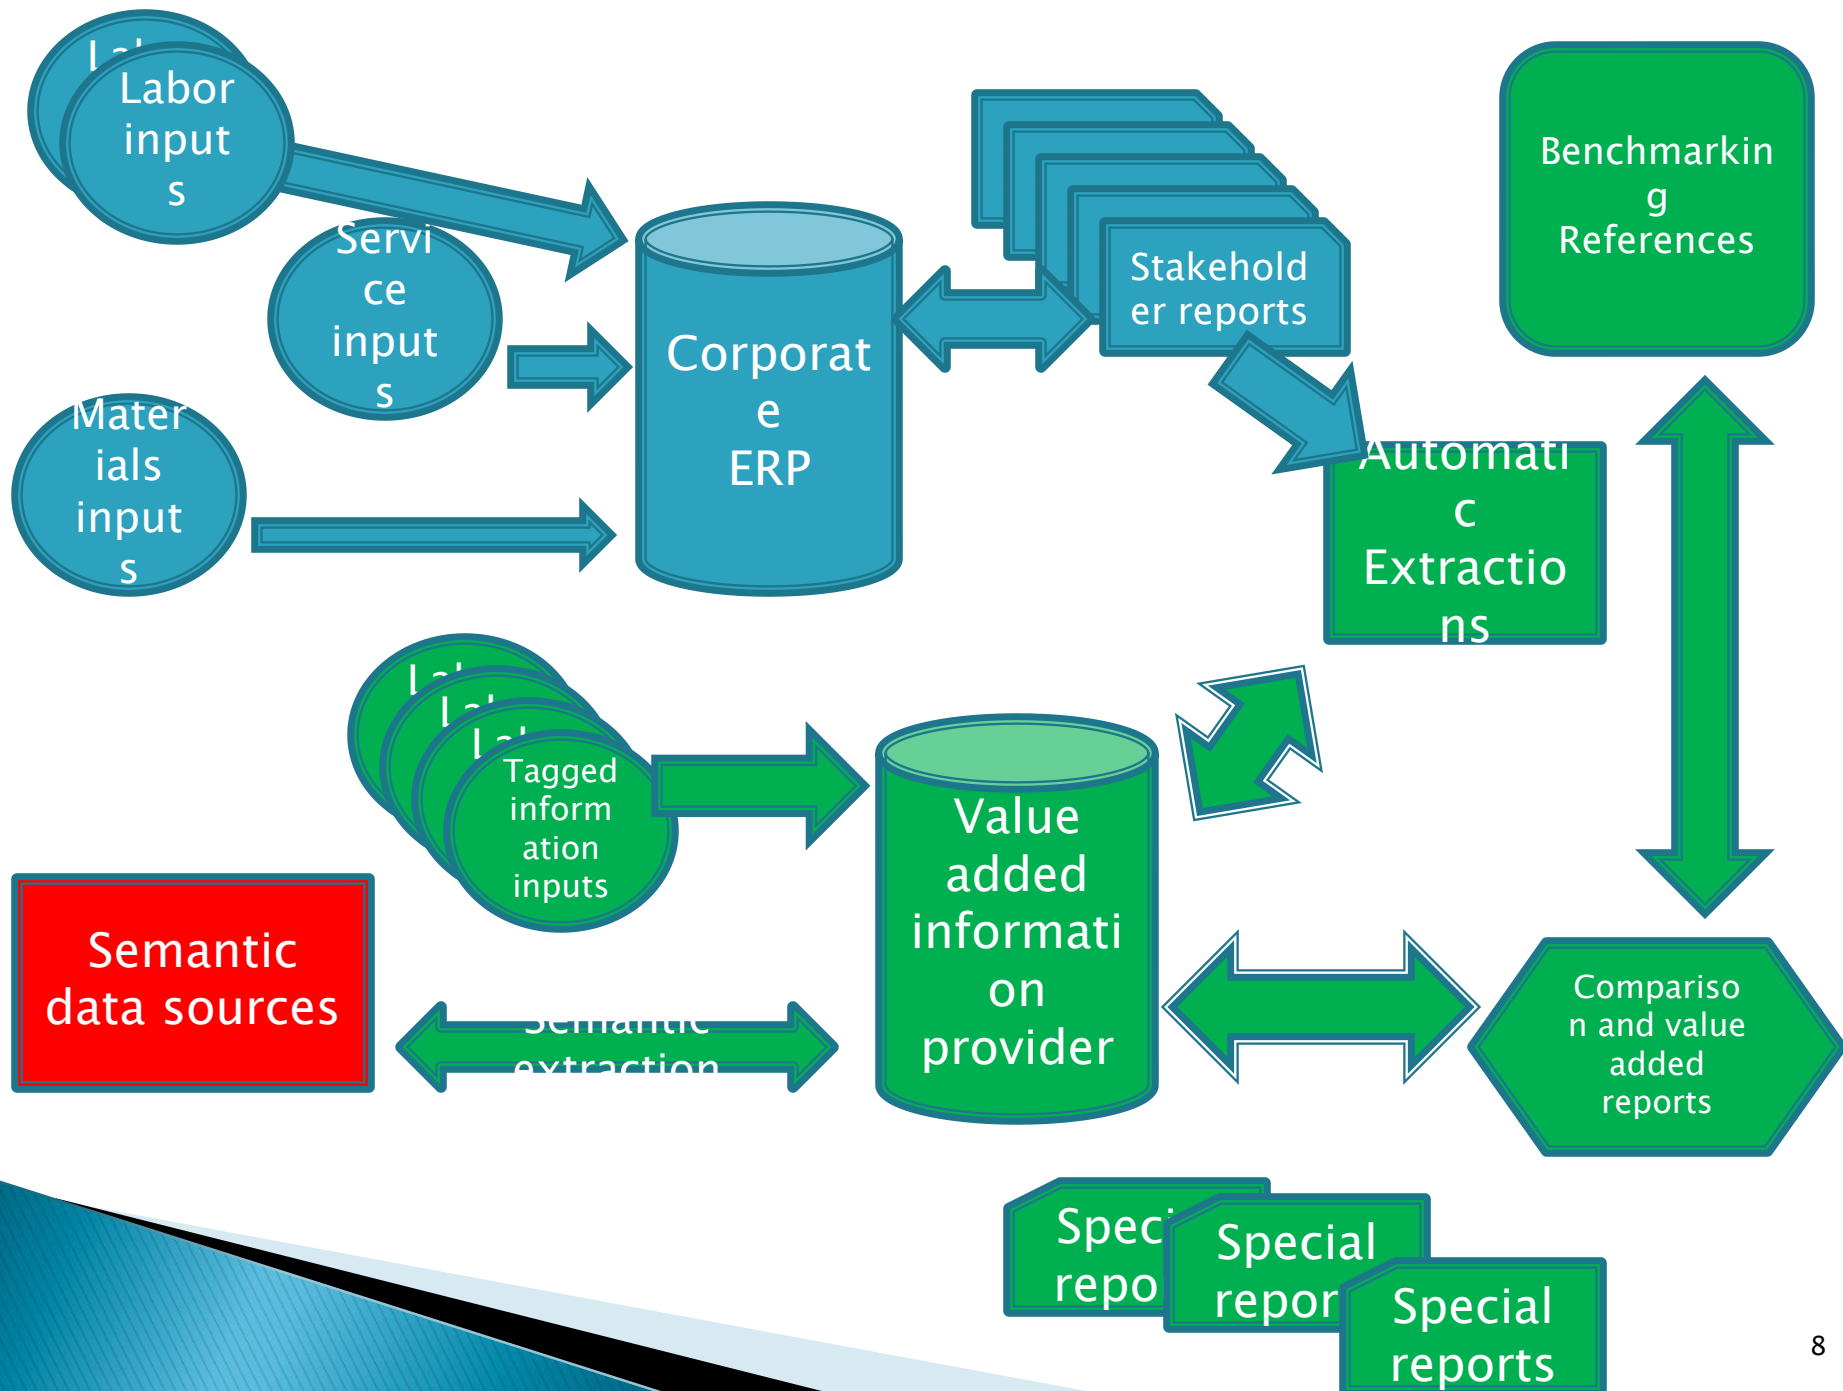 Labor
input
s
Servi
ce
input
s
Mater
ials
input
s
Corporat
e
ERP
Stakehold
er reports
Benchmarkin
g
References
Automati
c
Extractio
ns
Tagged
inform
ation
inputs
Value
added
informati
on
provider
Semantic
data sources
Semantic
extraction
Compariso
n and value
added
reports
Special
reports
8